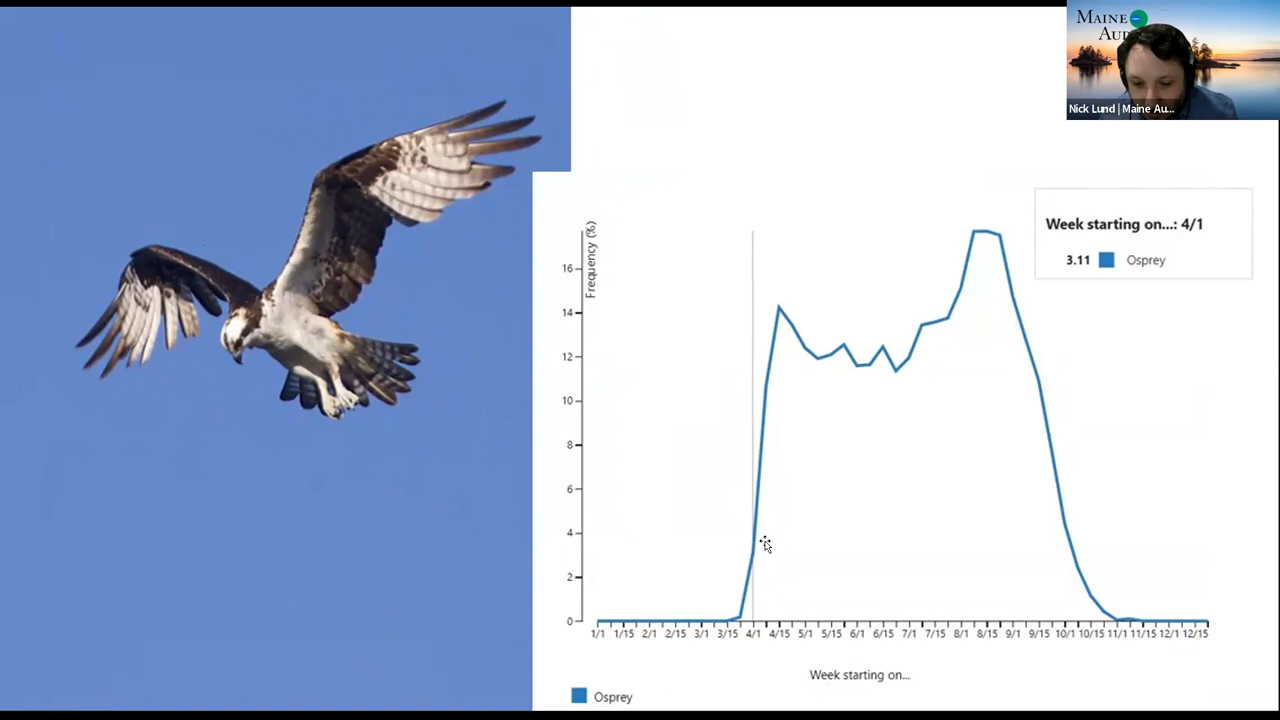 MAINE
AU
Nick Lund | Maine Au...
Week starting on...: 4/1
3.11 Osprey
Frequency (%)
16
14
12
10
8
6
4
2
0
1/1 1/15 2/1 2/15 3/1 3/15 4/1 4/15 5/1 5/15 6/1 6/15 7/1 7/15 8/1 8/15 9/1 9/15 10/1 10/15 11/1 11/15 12/1 12/15
Week starting on...
Osprey